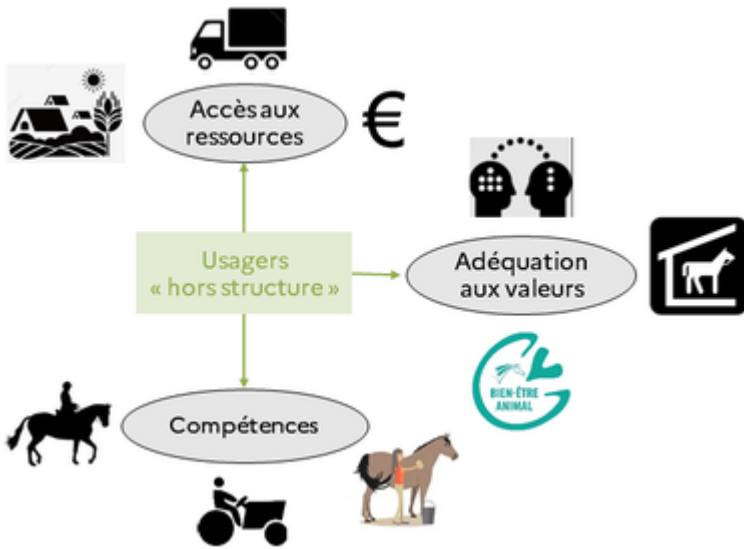 Accès aux
ressources
€
Usagers
« hors structure »
Adéquation
aux valeurs
BIEN-ÊTRE
ANIMAL
Compétences